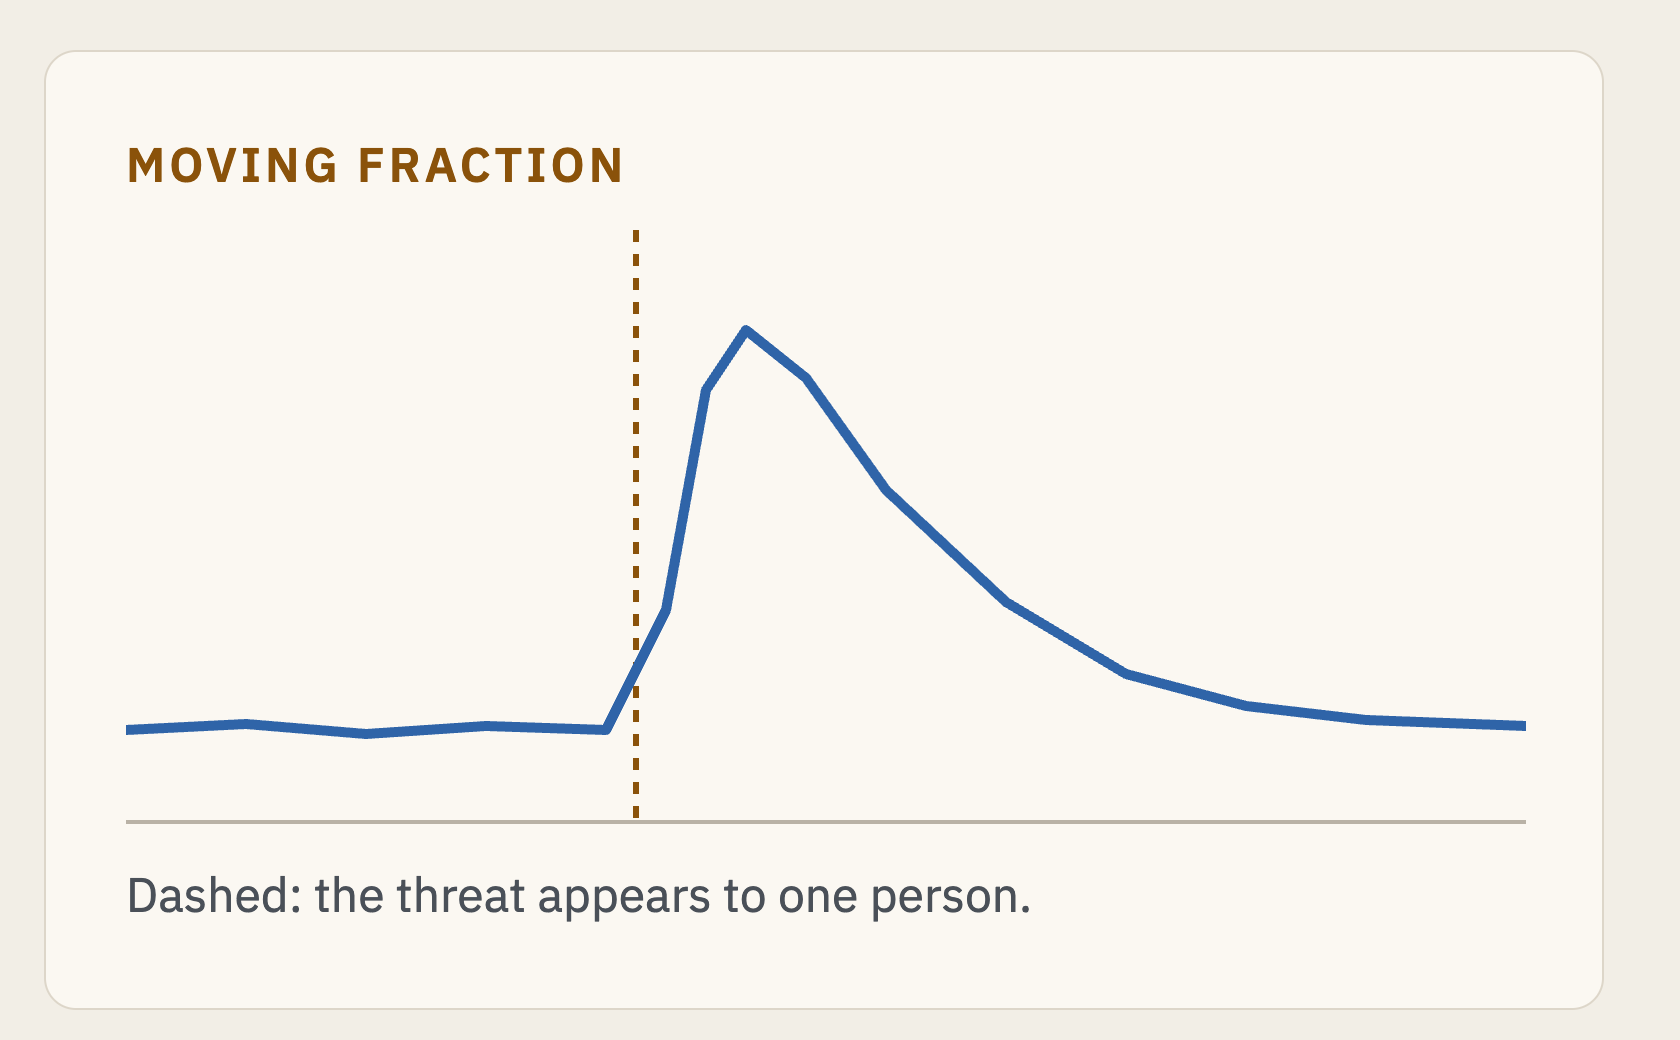 MOVING FRACTION
Dashed: the threat appears to one person.